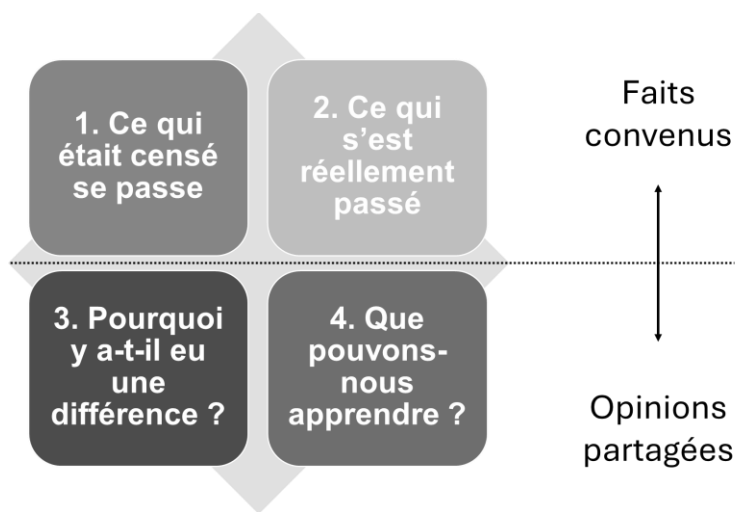 1. Ce qui
était censé
se passe
2. Ce qui
s’est
réellement
passé
Faits
convenus
3. Pourquoi
y a-t-il eu
une
différence ?
4. Que
pouvons-
nous
apprendre ?
Opinions
partagées